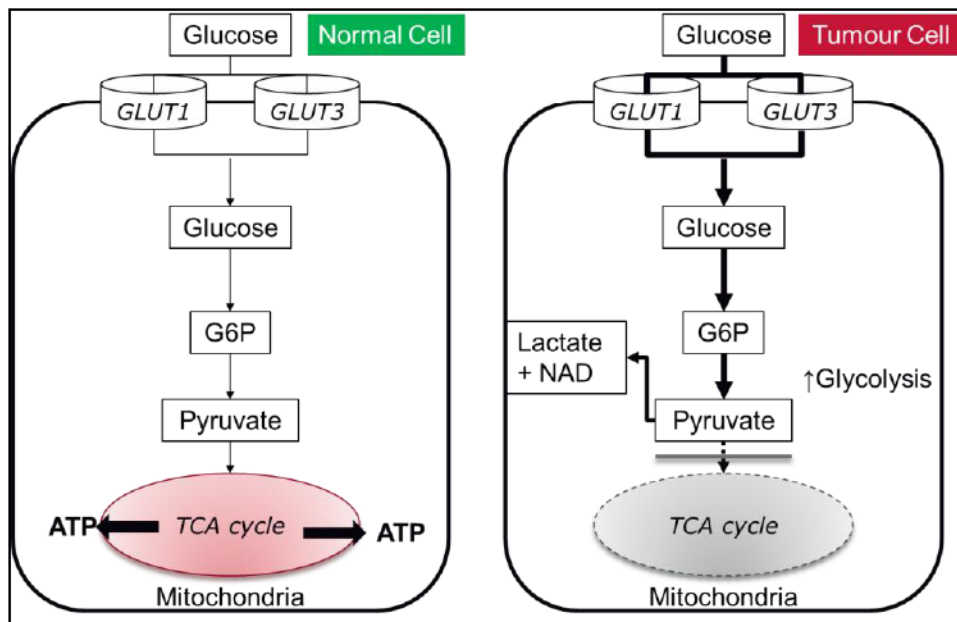 Glucose
Normal Cell
GLUT1
GLUT3
Glucose
G6P
Pyruvate
ATP
TCA cycle
ATP
Mitochondria
Glucose
Tumour Cell
GLUT1
GLUT3
Glucose
G6P
Lactate
+ NAD
↑Glycolysis
Pyruvate
TCA cycle
Mitochondria